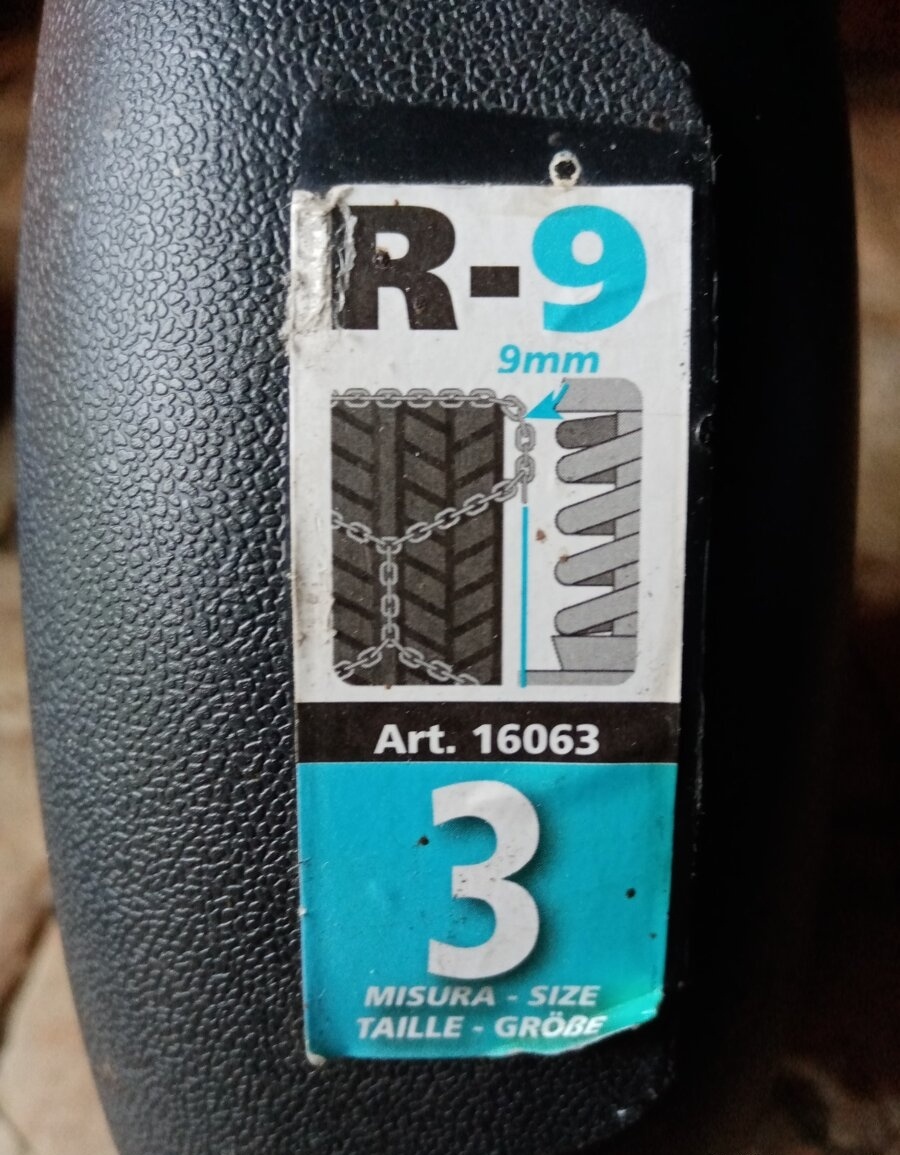 R-9
9mm
Art. 16063
3
MISURA - SIZE
TAILLE - GRÖßE